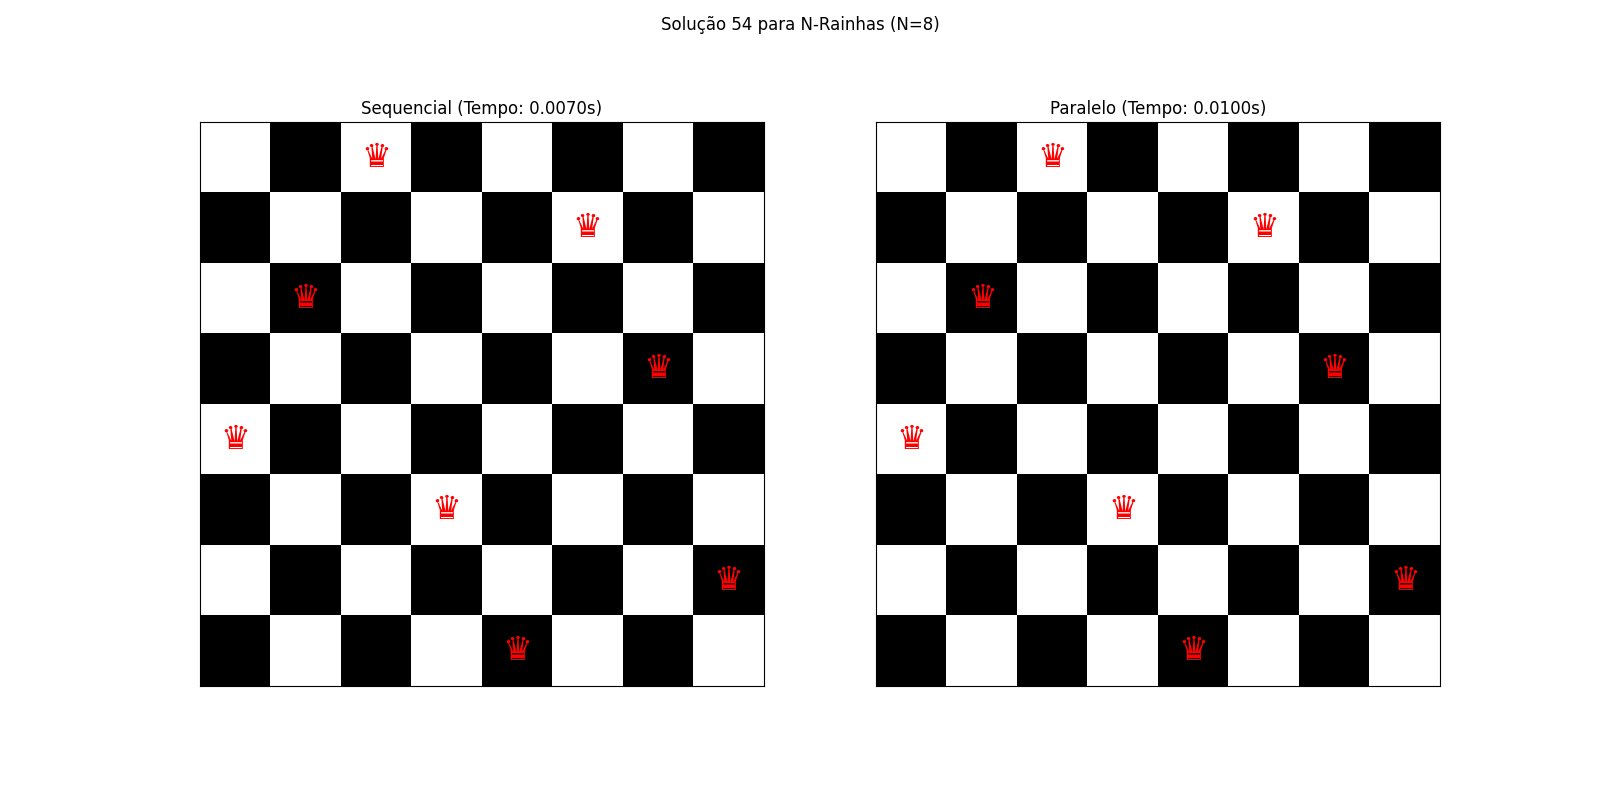 Solução 54 para N-Rainhas (N=8)
Sequencial (Tempo: 0.0070s)
Paralelo (Tempo: 0.0100s)